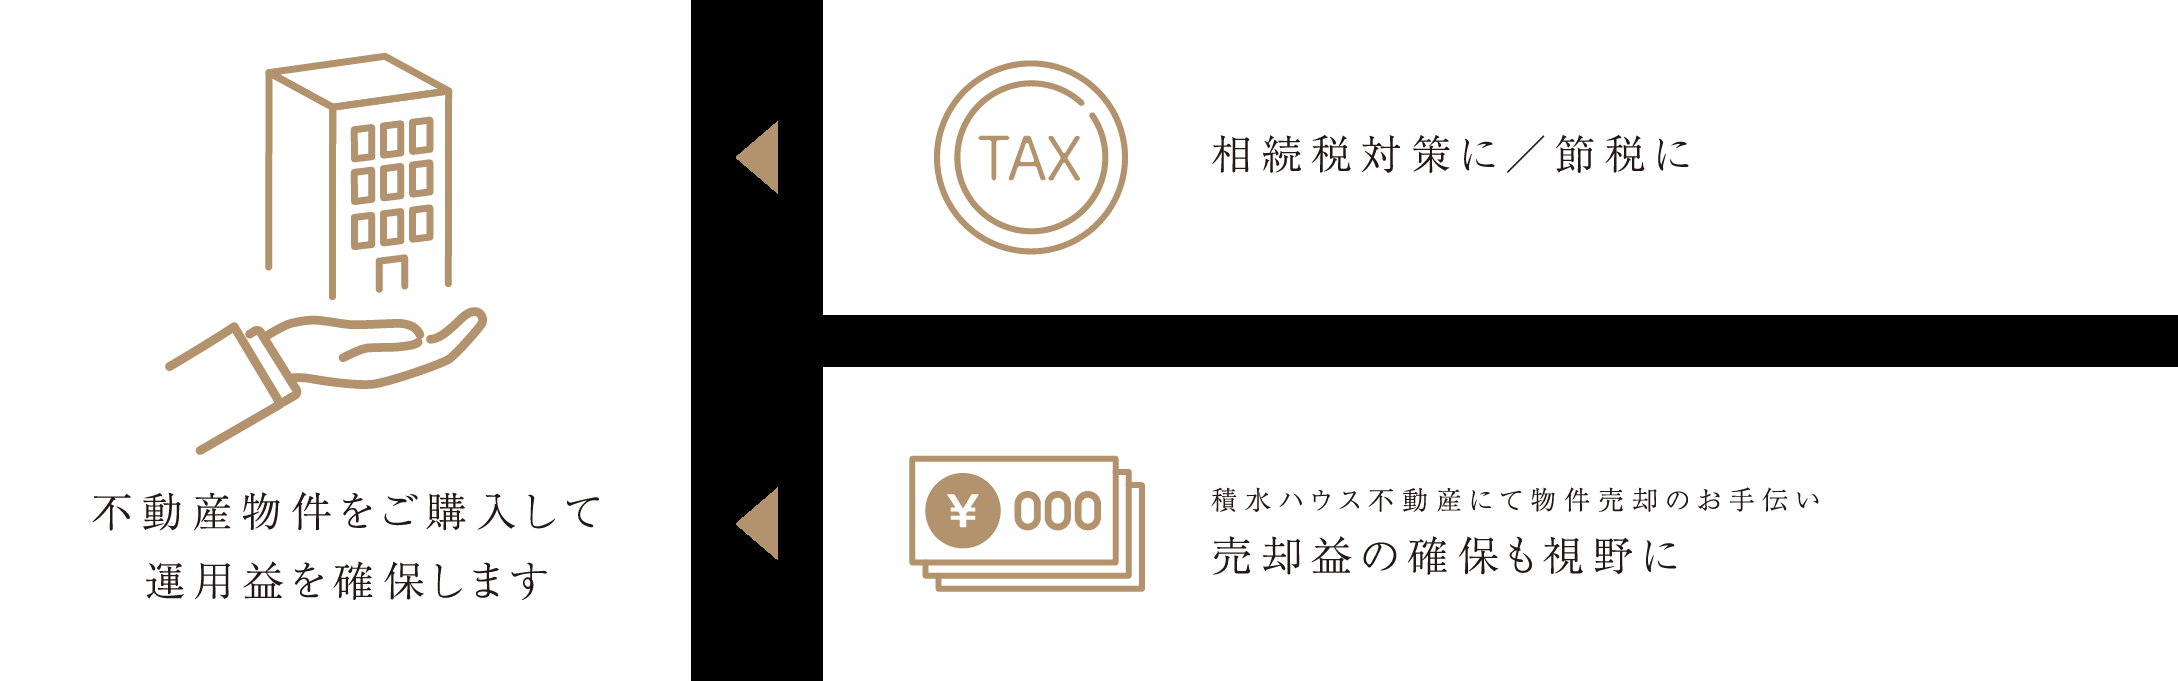 不動産物件をご購入して
運用益を確保します
TAX
相続税対策に／節税に
¥ 000
積水ハウス不動産にて物件売却のお手伝い
売却益の確保も視野に